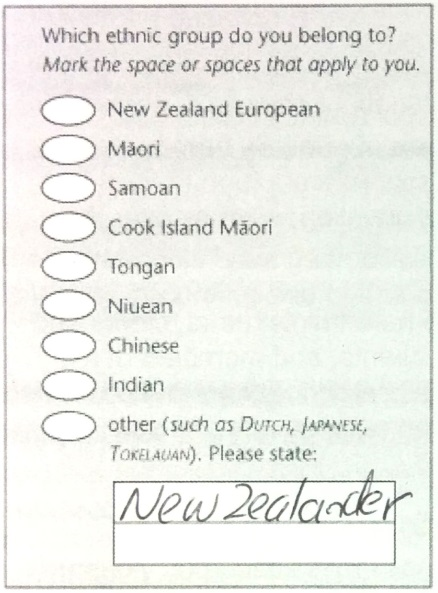 Which ethnic group do you belong to?
Mark the space or spaces that apply to you.
New Zealand European
Māori
Samoan
Cook Island Māori
Tongan
Niuean
Chinese
Indian
other (such as DUTCH, JAPANESE,
TOKELAUAN). Please state:
New Zealander